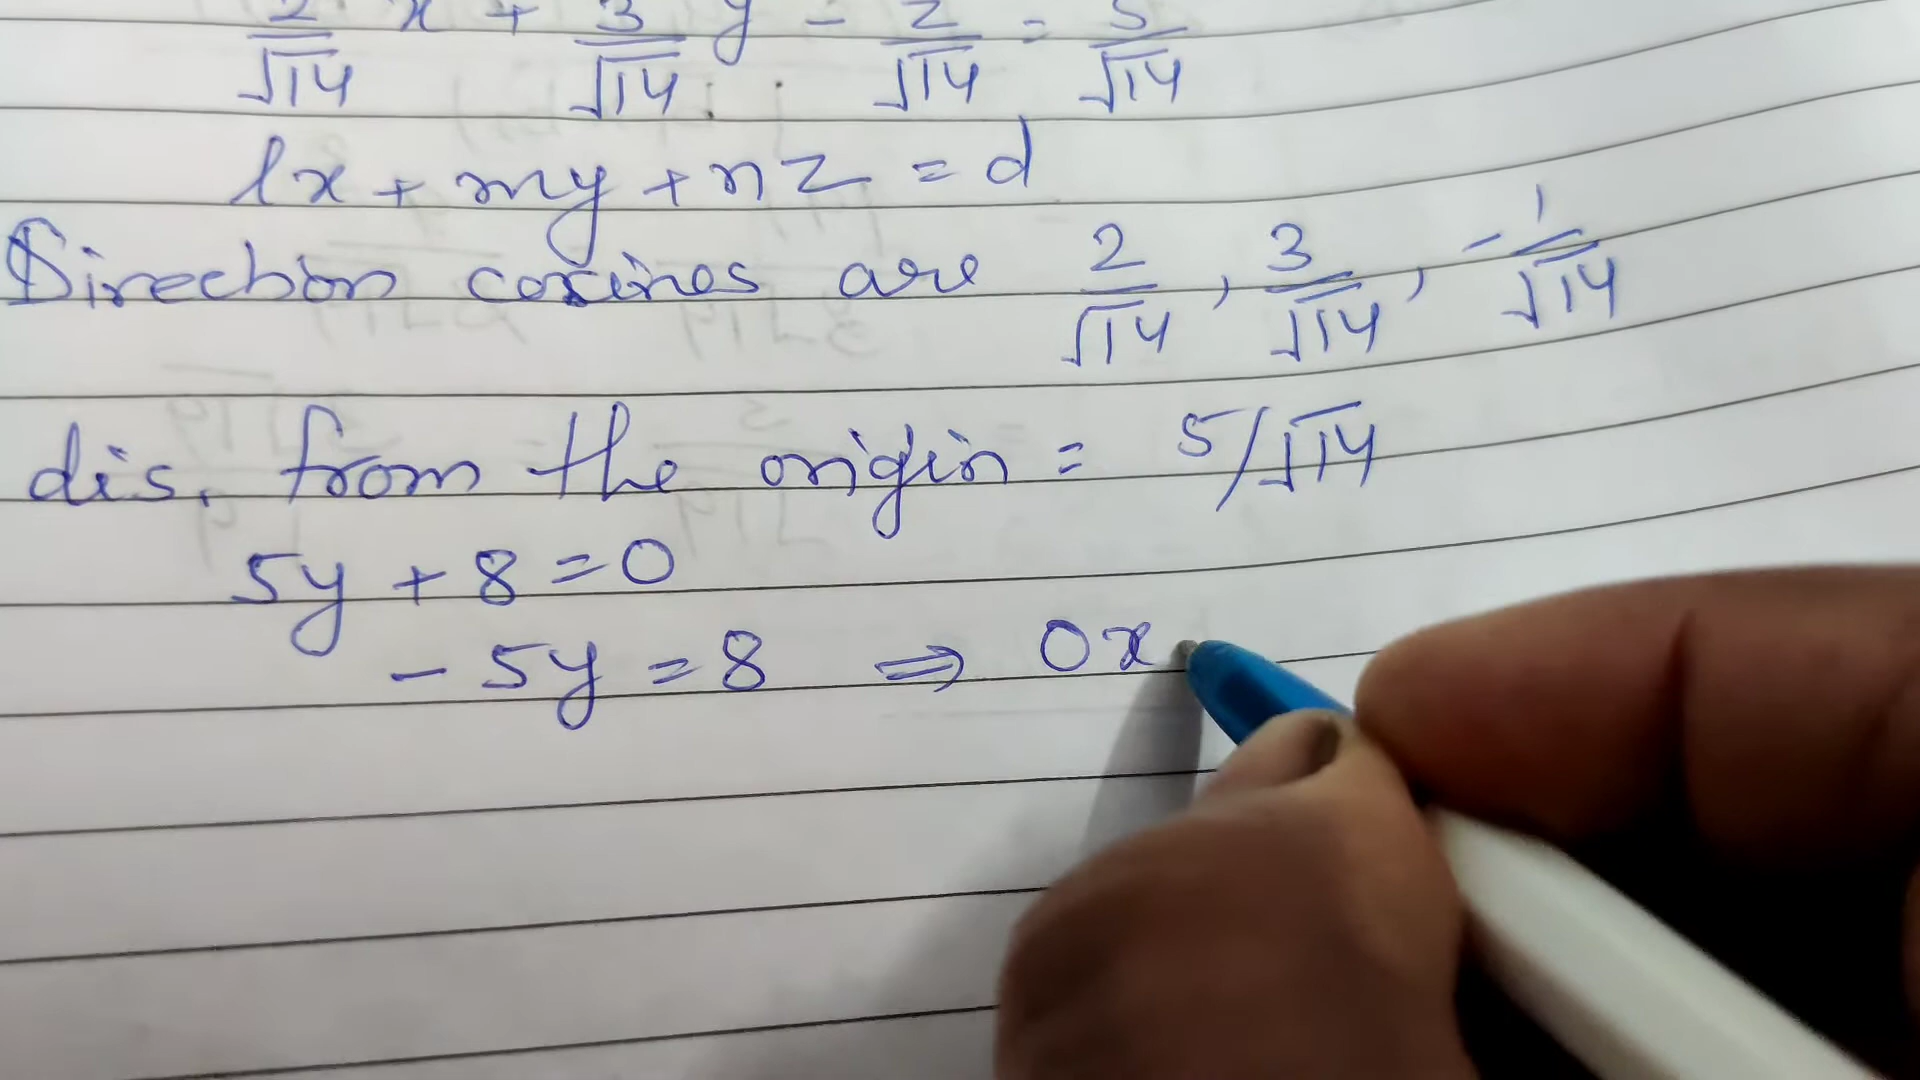 2/√14 x + 3/√14 y - z/√14 = 5/√14
lx + my + nz = d
Direction cosines are 2/√14, 3/√14, -1/√14
dis. from the origin = 5/√14
5y + 8 = 0
- 5y = 8 ⇒ 0x